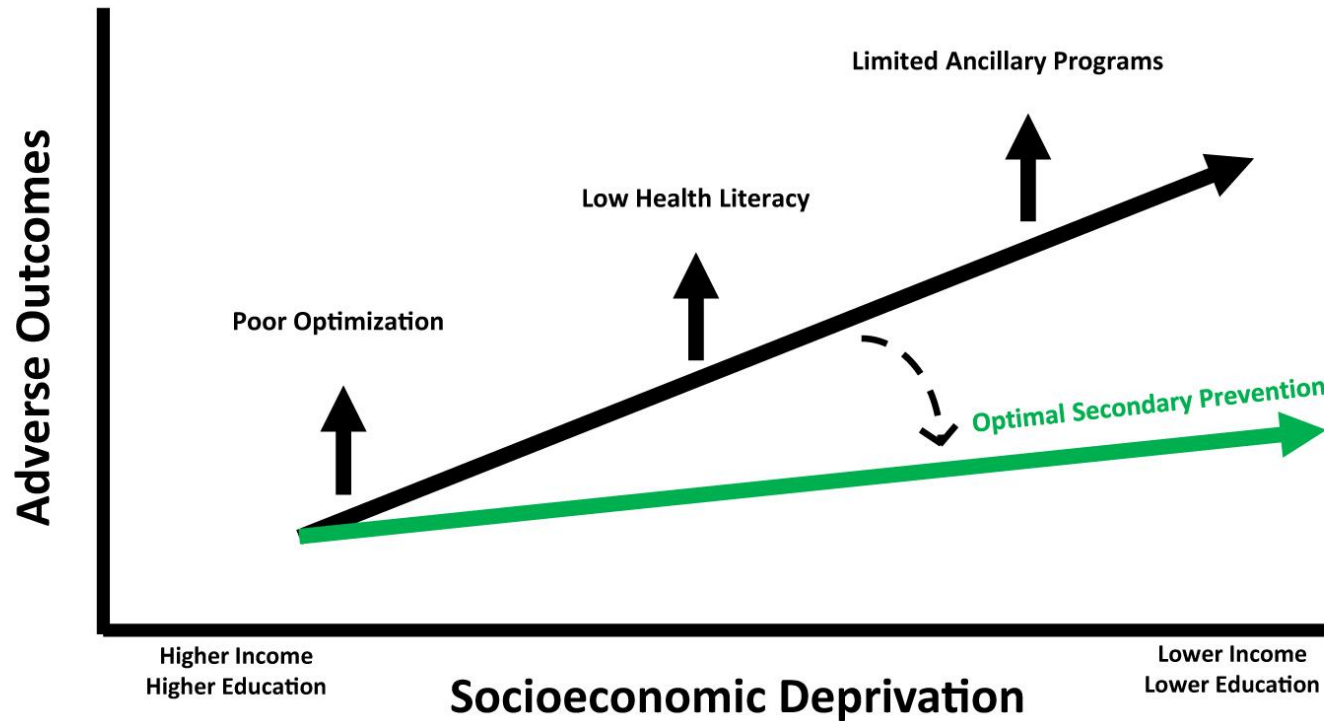 Limited Ancillary Programs
Low Health Literacy
Poor Optimization
Adverse Outcomes
Optimal Secondary Prevention
Higher Income
Higher Education
Socioeconomic Deprivation
Lower Income
Lower Education